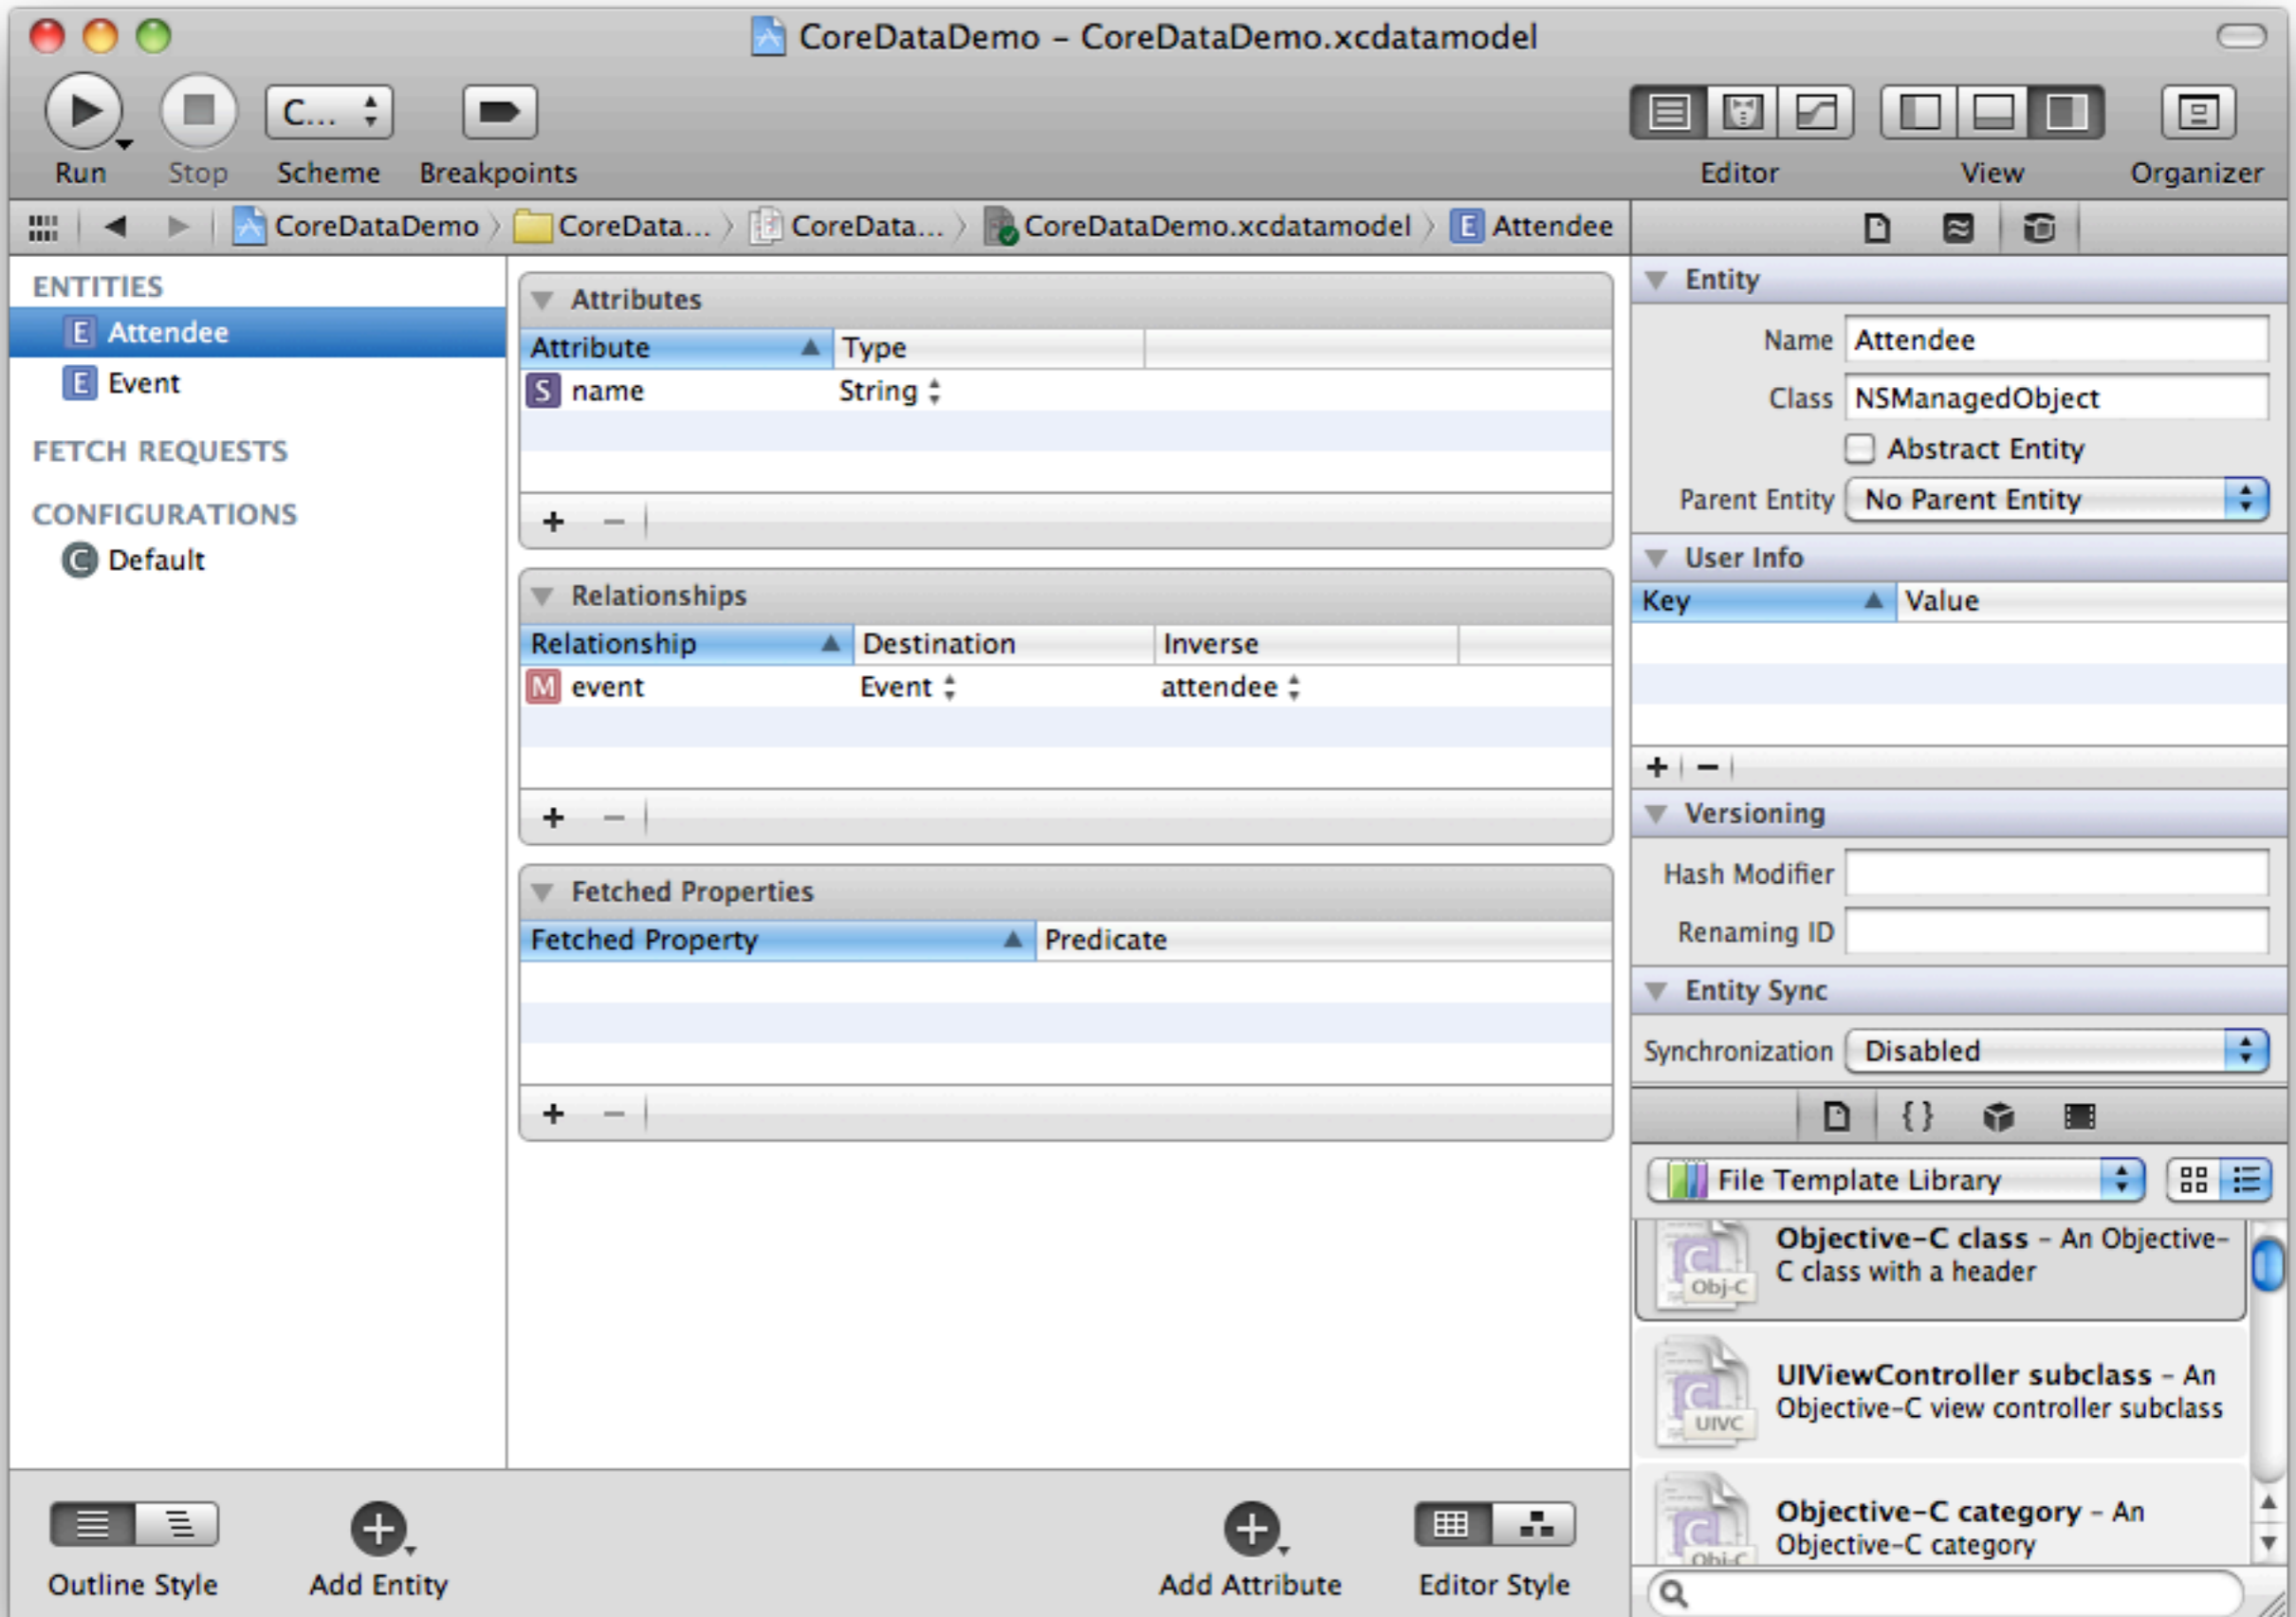 CoreDataDemo – CoreDataDemo.xcdatamodel
C...
Run
Stop
Scheme
Breakpoints
Editor
View
Organizer
CoreDataDemo
CoreData...
CoreData...
CoreDataDemo.xcdatamodel
E Attendee
ENTITIES
E Attendee
E Event
FETCH REQUESTS
CONFIGURATIONS
C Default
Attributes
Attribute
Type
S name
String
Relationships
Relationship
Destination
Inverse
M event
Event
attendee
Fetched Properties
Fetched Property
Predicate
Entity
Name Attendee
Class NSManagedObject
Abstract Entity
Parent Entity No Parent Entity
User Info
Key
Value
Versioning
Hash Modifier
Renaming ID
Entity Sync
Synchronization Disabled
{ }
File Template Library
C
Obj-C
Objective-C class – An Objective-
C class with a header
C
UIVC
UIViewController subclass – An
Objective-C view controller subclass
C
Obj-C
Objective-C category – An
Objective-C category
Outline Style
Add Entity
Add Attribute
Editor Style